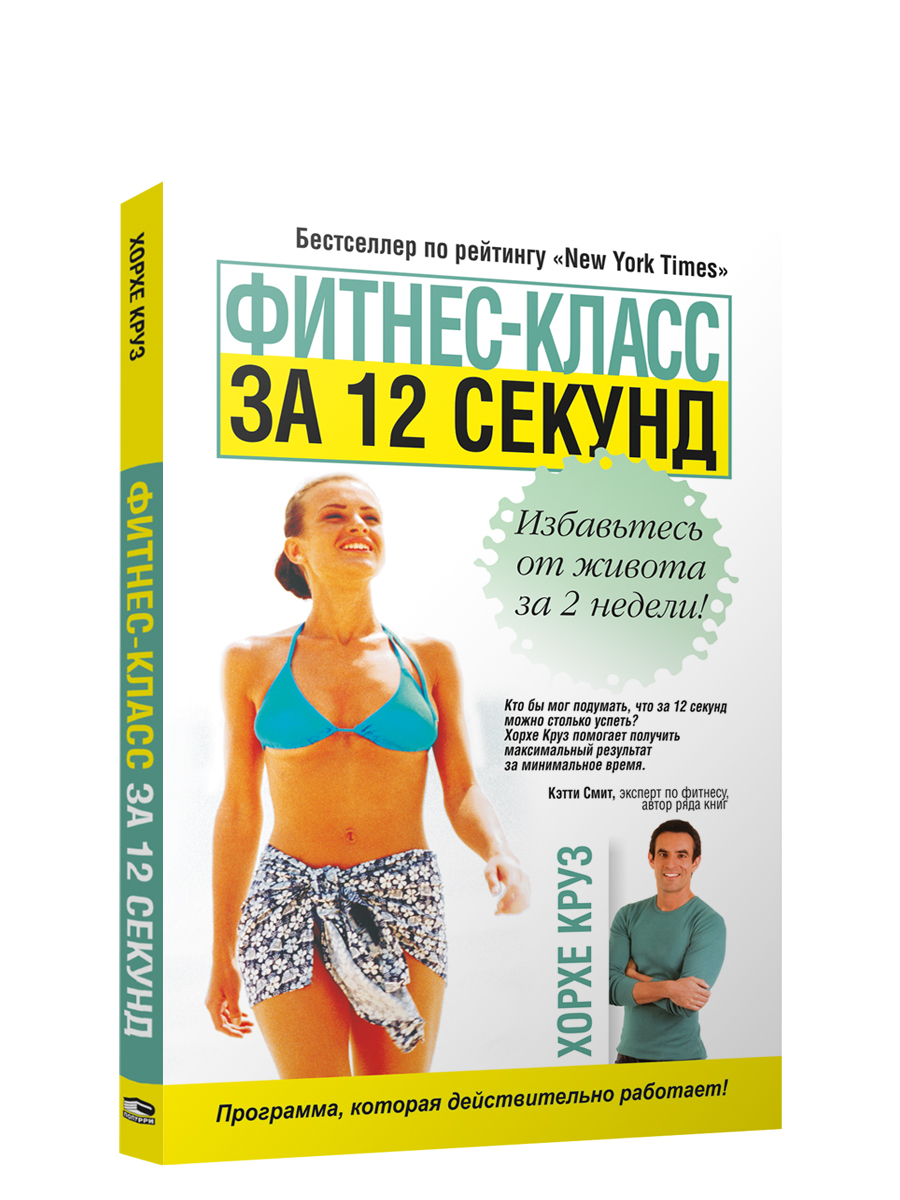 Бестселлер по рейтингу «New York Times»
ФИТНЕС-КЛАСС
ЗА 12 СЕКУНД
Избавьтесь
от живота
за 2 недели!
Кто бы мог подумать, что за 12 секунд
можно столько успеть?
Хорхе Круз помогает получить
максимальный результат
за минимальное время.
Кэтти Смит, эксперт по фитнесу,
автор ряда книг
ХОРХЕ КРУЗ
Программа, которая действительно работает!
ХОРХЕ КРУЗ
ФИТНЕС-КЛАСС ЗА 12 СЕКУНД
ПОПУРРИ